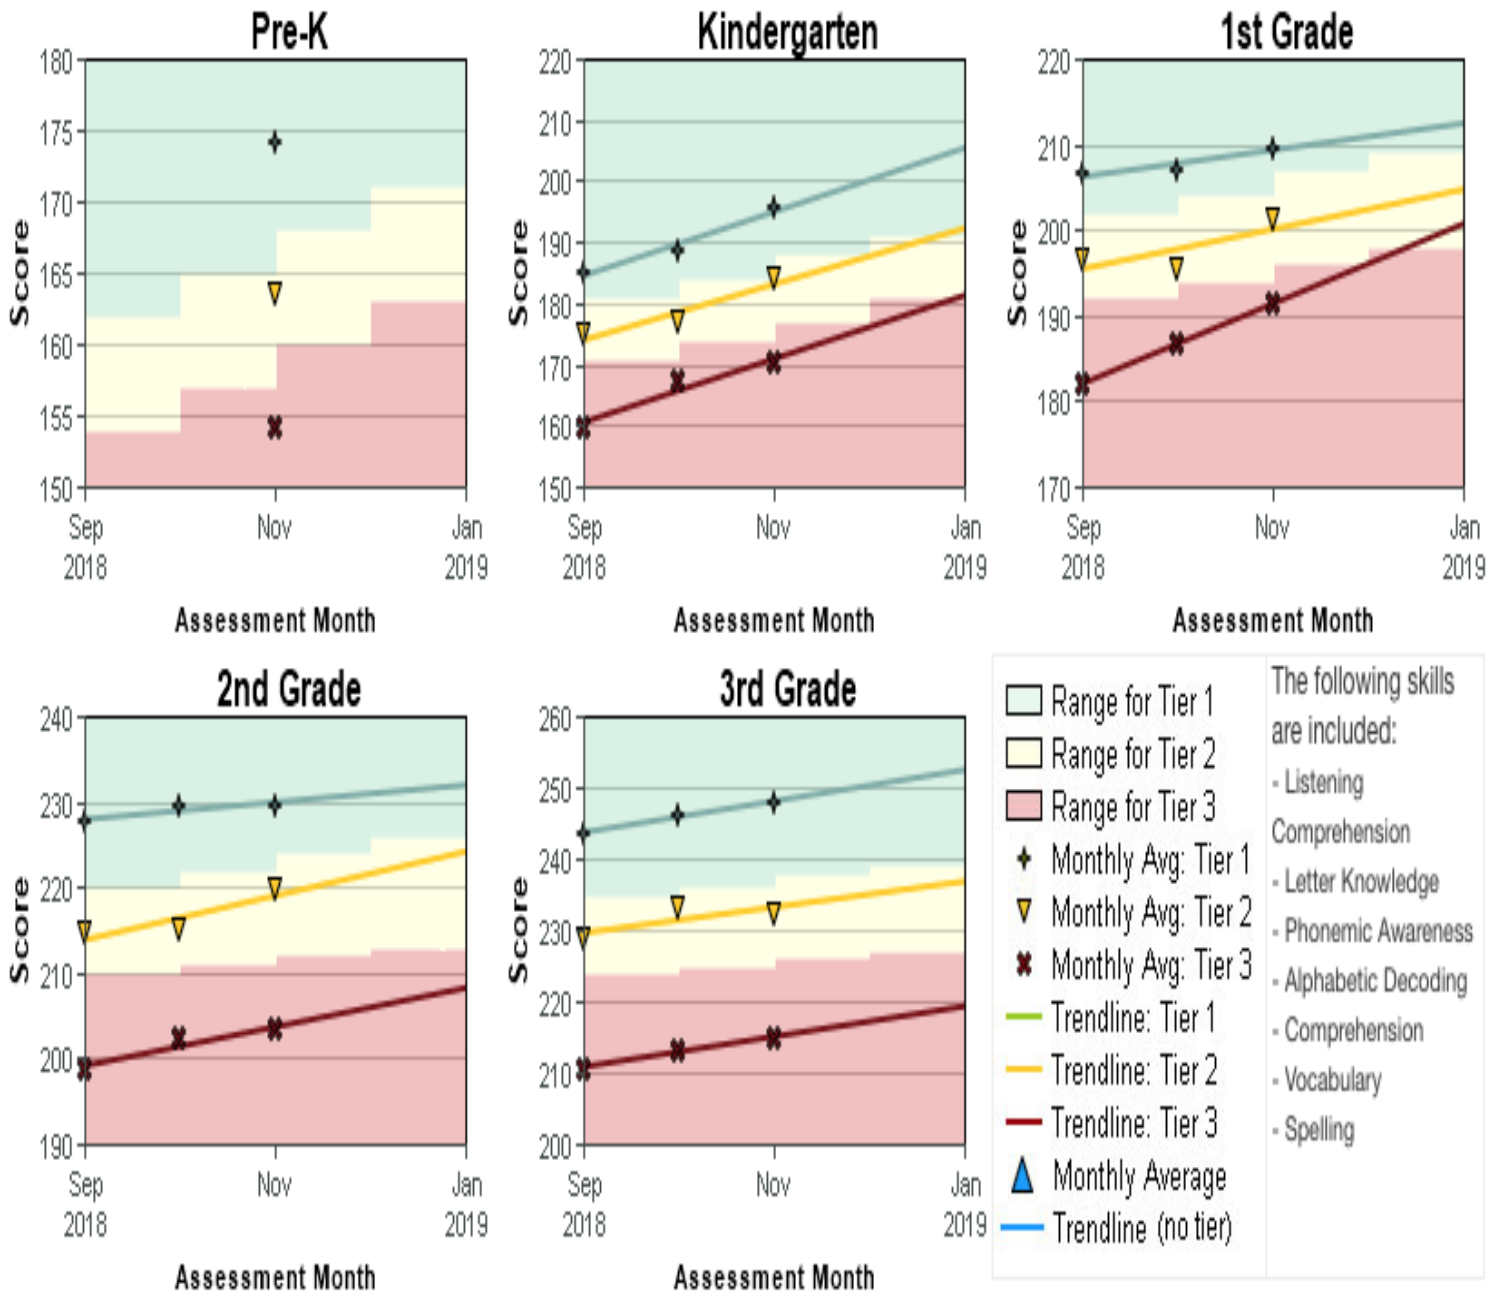 Pre-K
180
175
170
165
160
155
150
Score
Sep
2018
Nov
Jan
2019
Assessment Month
Kindergarten
220
210
200
190
180
170
160
150
Score
Sep
2018
Nov
Jan
2019
Assessment Month
1st Grade
220
210
200
190
180
170
Score
Sep
2018
Nov
Jan
2019
Assessment Month
2nd Grade
240
230
220
210
200
190
Score
Sep
2018
Nov
Jan
2019
Assessment Month
3rd Grade
260
250
240
230
220
210
200
Score
Sep
2018
Nov
Jan
2019
Assessment Month
Range for Tier 1
Range for Tier 2
Range for Tier 3
Monthly Avg: Tier 1
Monthly Avg: Tier 2
Monthly Avg: Tier 3
Trendline: Tier 1
Trendline: Tier 2
Trendline: Tier 3
Monthly Average
Trendline (no tier)
The following skills
are included:
- Listening
Comprehension
- Letter Knowledge
- Phonemic Awareness
- Alphabetic Decoding
- Comprehension
- Vocabulary
- Spelling